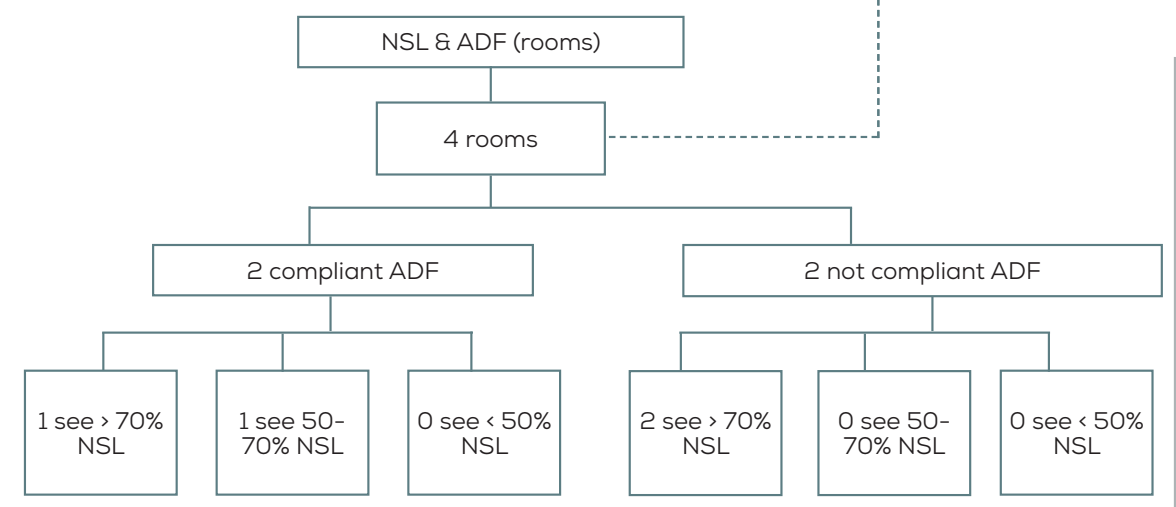 NSL & ADF (rooms)
4 rooms
2 compliant ADF
2 not compliant ADF
1 see > 70%
NSL
1 see 50-
70% NSL
0 see < 50%
NSL
2 see > 70%
NSL
0 see 50-
70% NSL
0 see < 50%
NSL